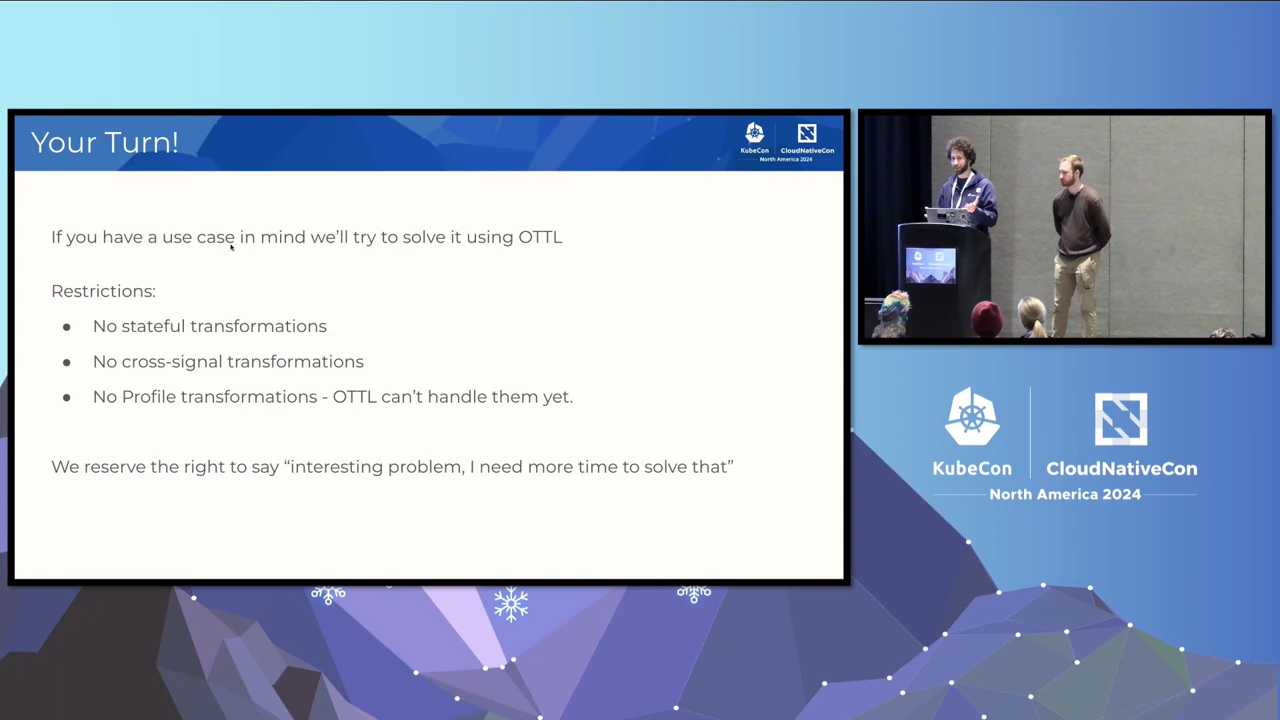 Your Turn!
KubeCon
CloudNativeCon
North America 2024
If you have a use case in mind we’ll try to solve it using OTTL
Restrictions:
● No stateful transformations
● No cross-signal transformations
● No Profile transformations - OTTL can’t handle them yet.
We reserve the right to say “interesting problem, I need more time to solve that”
KubeCon
CloudNativeCon
North America 2024